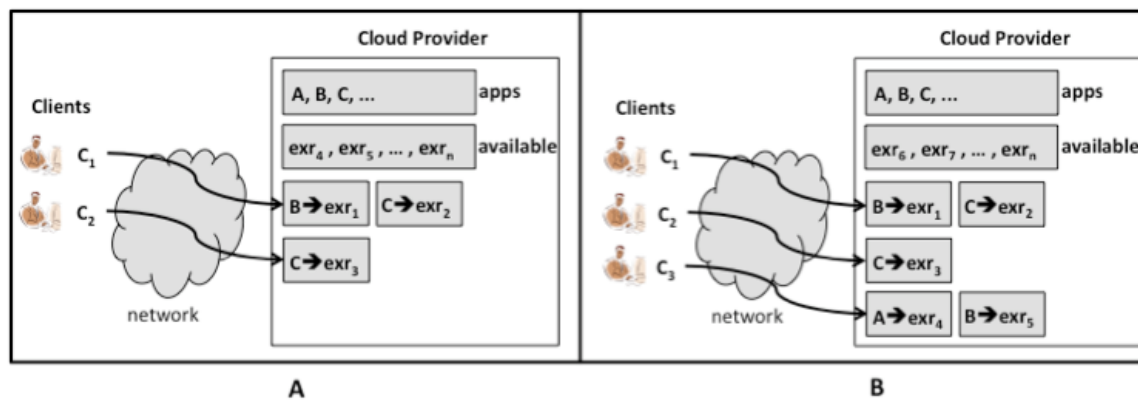 Cloud Provider
A, B, C, ... apps
Clients
exr4 , exr5 , ... , exrn available
C1
B➔exr1 C➔exr2
C2
C➔exr3
network
A
Cloud Provider
A, B, C, ... apps
Clients
exr6 , exr7 , ... , exrn available
C1
B➔exr1 C➔exr2
C2
C➔exr3
C3
A➔exr4 B➔exr5
network
B